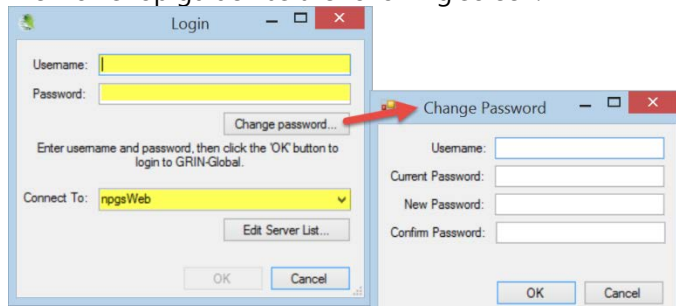 Login
Username:
Password:
Change password...
Enter username and password, then click the 'OK' button to
login to GRIN-Global.
Connect To: npgsWeb
Edit Server List...
OK Cancel
Change Password
Username:
Current Password:
New Password:
Confirm Password:
OK Cancel